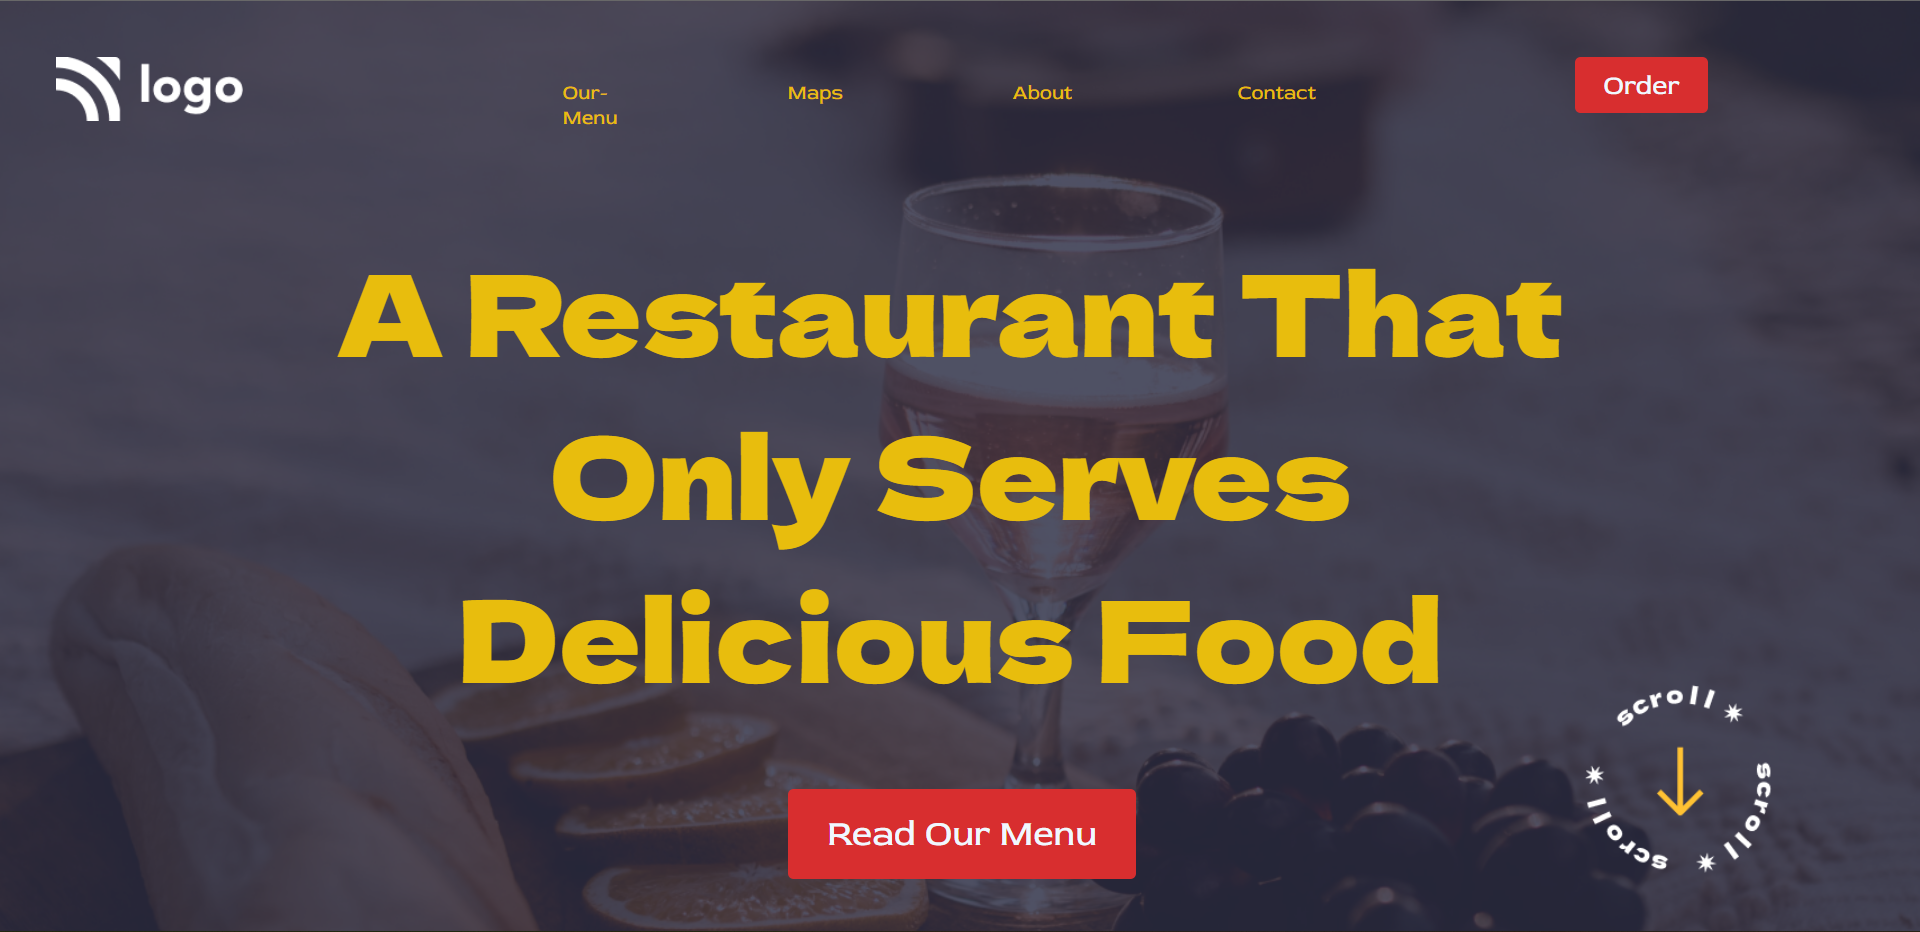 logo
Our-
Menu
Maps
About
Contact
Order
A Restaurant That
Only Serves
Delicious Food
Read Our Menu
scroll
scroll
scroll